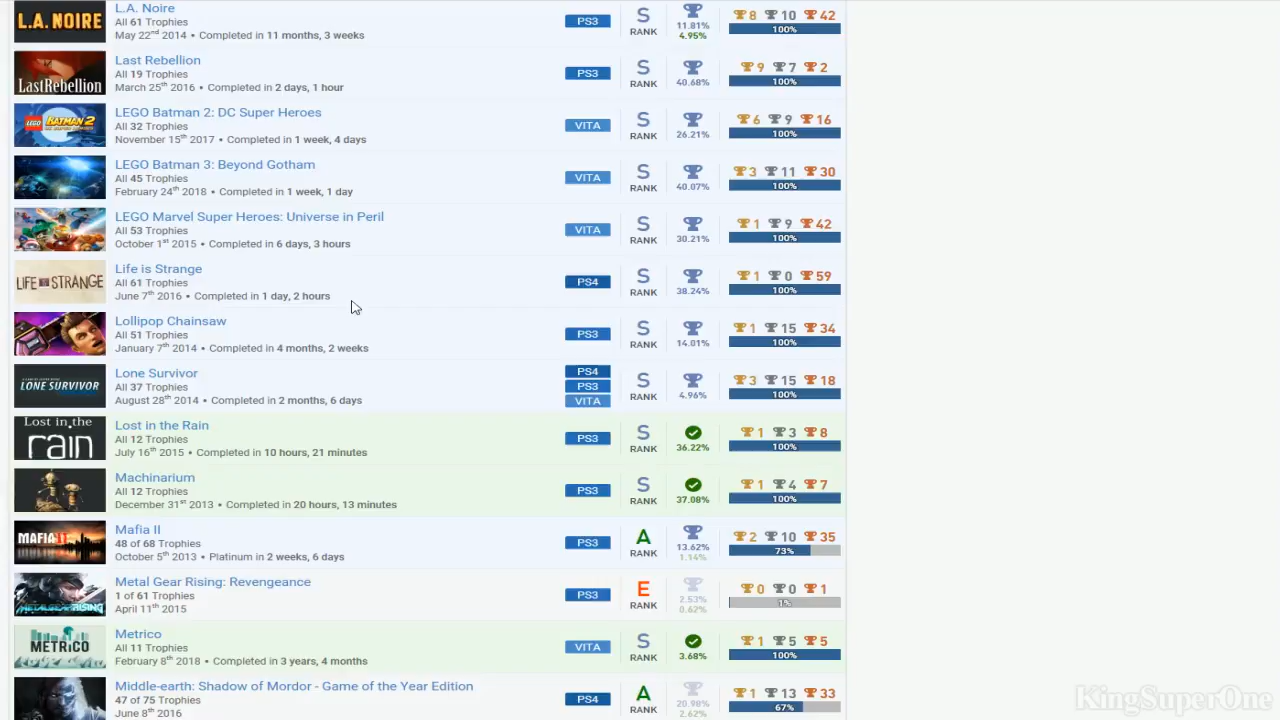 L.A. NOIRE
L.A. Noire
All 61 Trophies
May 22nd 2014 • Completed in 11 months, 3 weeks
PS3
S
RANK
11.81%
4.95%
8 10 42
100%
LastRebellion
Last Rebellion
All 19 Trophies
March 25th 2016 • Completed in 2 days, 1 hour
PS3
S
RANK
40.68%
9 7 2
100%
LEGO BATMAN 2
LEGO Batman 2: DC Super Heroes
All 32 Trophies
November 15th 2017 • Completed in 1 week, 4 days
VITA
S
RANK
26.21%
6 9 16
100%
LEGO Batman 3: Beyond Gotham
All 45 Trophies
February 24th 2018 • Completed in 1 week, 1 day
VITA
S
RANK
40.07%
3 11 30
100%
LEGO Marvel Super Heroes: Universe in Peril
All 53 Trophies
October 1st 2015 • Completed in 6 days, 3 hours
VITA
S
RANK
30.21%
1 9 42
100%
LIFE IS STRANGE
Life is Strange
All 61 Trophies
June 7th 2016 • Completed in 1 day, 2 hours
PS4
S
RANK
38.24%
1 0 59
100%
Lollipop Chainsaw
All 51 Trophies
January 7th 2014 • Completed in 4 months, 2 weeks
PS3
S
RANK
14.01%
1 15 34
100%
LONE SURVIVOR
Lone Survivor
All 37 Trophies
August 28th 2014 • Completed in 2 months, 6 days
PS4
PS3
VITA
S
RANK
4.96%
3 15 18
100%
Lost in the
rain
Lost in the Rain
All 12 Trophies
July 16th 2015 • Completed in 10 hours, 21 minutes
PS3
S
RANK
36.22%
1 3 8
100%
Machinarium
All 12 Trophies
December 31st 2013 • Completed in 20 hours, 13 minutes
PS3
S
RANK
37.08%
1 4 7
100%
MAFIA II
Mafia II
48 of 68 Trophies
October 5th 2013 • Platinum in 2 weeks, 6 days
PS3
A
RANK
13.62%
1.14%
2 10 35
73%
METAL GEAR RISING
Metal Gear Rising: Revengeance
1 of 61 Trophies
April 11th 2015
PS3
E
RANK
2.53%
0.62%
0 0 1
1%
METRICO
Metrico
All 11 Trophies
February 8th 2018 • Completed in 3 years, 4 months
VITA
S
RANK
3.68%
1 5 5
100%
Middle-earth: Shadow of Mordor - Game of the Year Edition
47 of 75 Trophies
June 8th 2016
PS4
A
RANK
20.98%
2.62%
1 13 33
67%
KingSuperOne